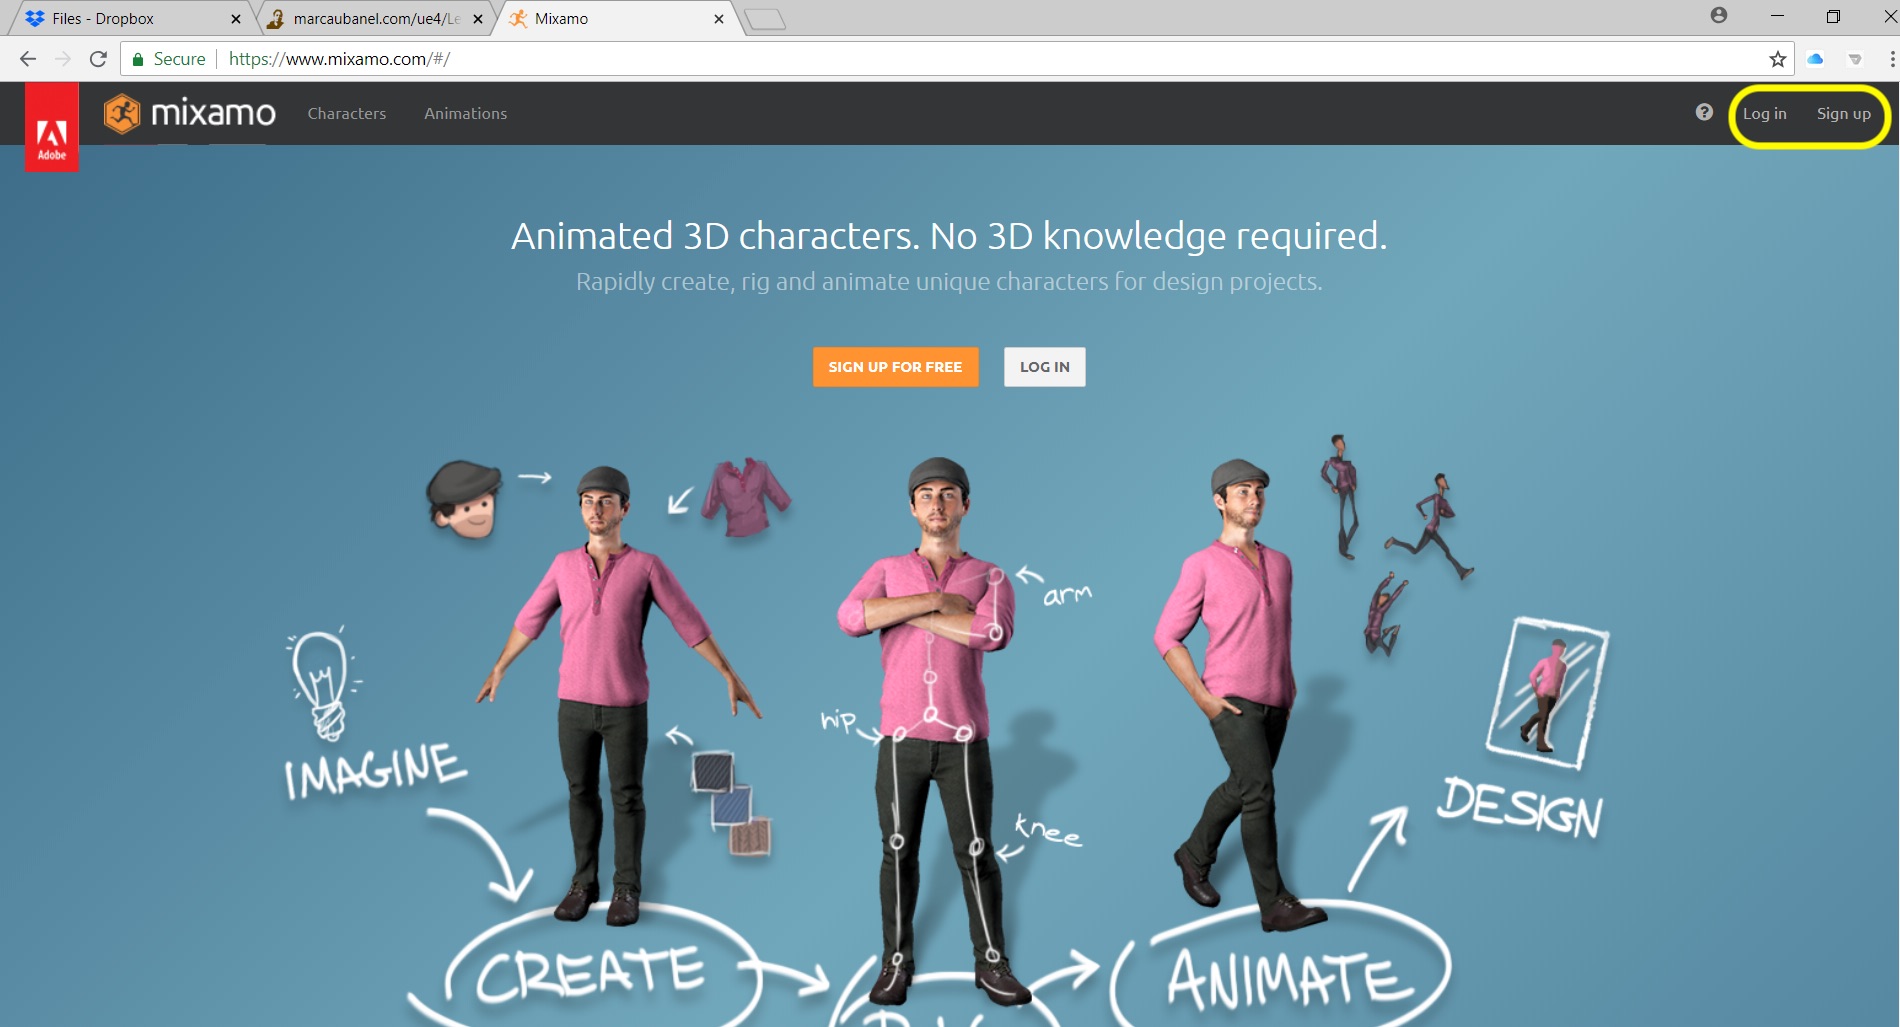 Files - Dropbox
marcaubanel.com/ue4/Le
Mixamo
Secure
https://www.mixamo.com/#/
Adobe
mixamo
Characters
Animations
?
Log in
Sign up
Animated 3D characters. No 3D knowledge required.
Rapidly create, rig and animate unique characters for design projects.
SIGN UP FOR FREE
LOG IN
arm
hip
knee
IMAGINE
DESIGN
CREATE
ANIMATE